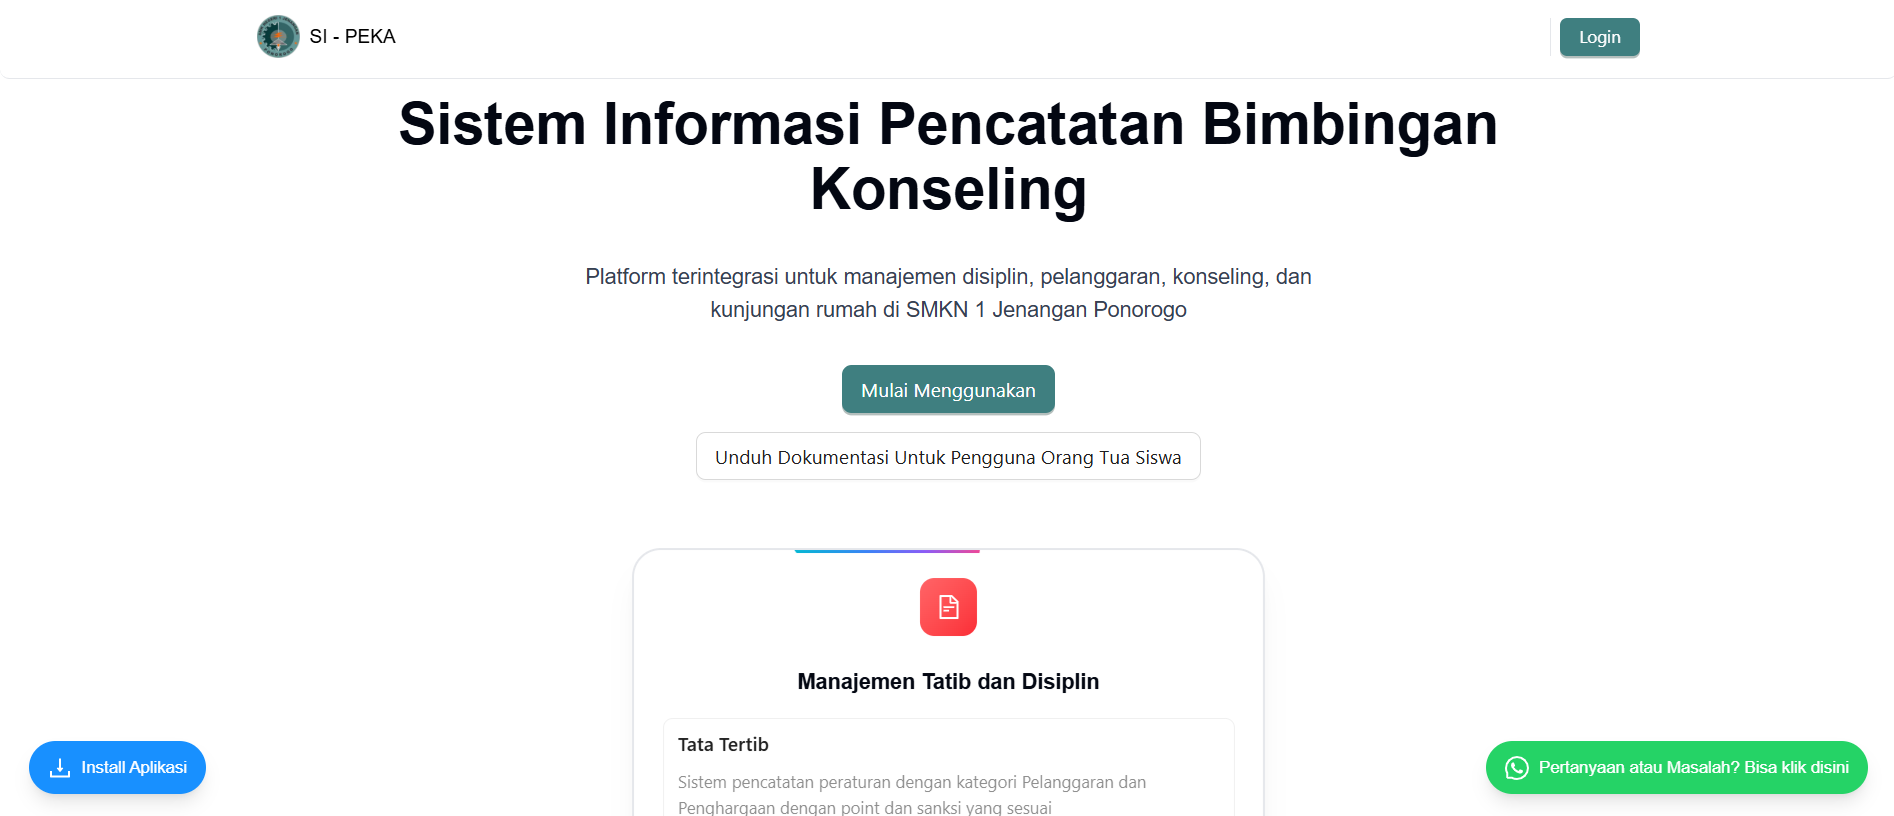 SI - PEKA
Login
Sistem Informasi Pencatatan Bimbingan
Konseling
Platform terintegrasi untuk manajemen disiplin, pelanggaran, konseling, dan
kunjungan rumah di SMKN 1 Jenangan Ponorogo
Mulai Menggunakan
Unduh Dokumentasi Untuk Pengguna Orang Tua Siswa
Manajemen Tatib dan Disiplin
Tata Tertib
Sistem pencatatan peraturan dengan kategori Pelanggaran dan
Penghargaan dengan point dan sanksi yang sesuai
Install Aplikasi
Pertanyaan atau Masalah? Bisa klik disini